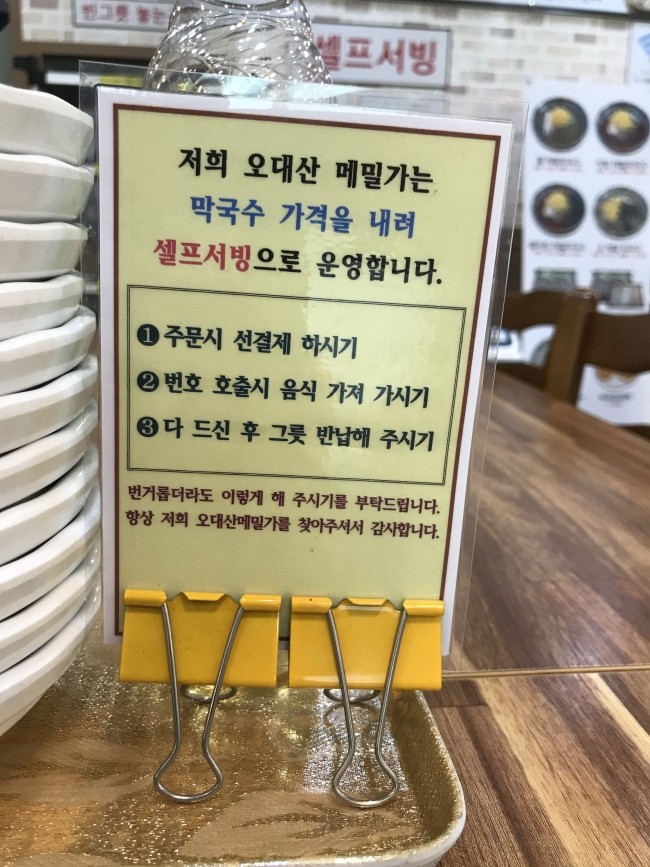 빈그릇 놓는
셀프서빙
저희 오대산 메밀가는
막국수 가격을 내려
셀프서빙으로 운영합니다.
❶ 주문시 선결제 하시기
❷ 번호 호출시 음식 가져 가시기
❸ 다 드신 후 그릇 반납해 주시기
번거롭더라도 이렇게 해 주시기를 부탁드립니다.
항상 저희 오대산메밀가를 찾아주셔서 감사합니다.